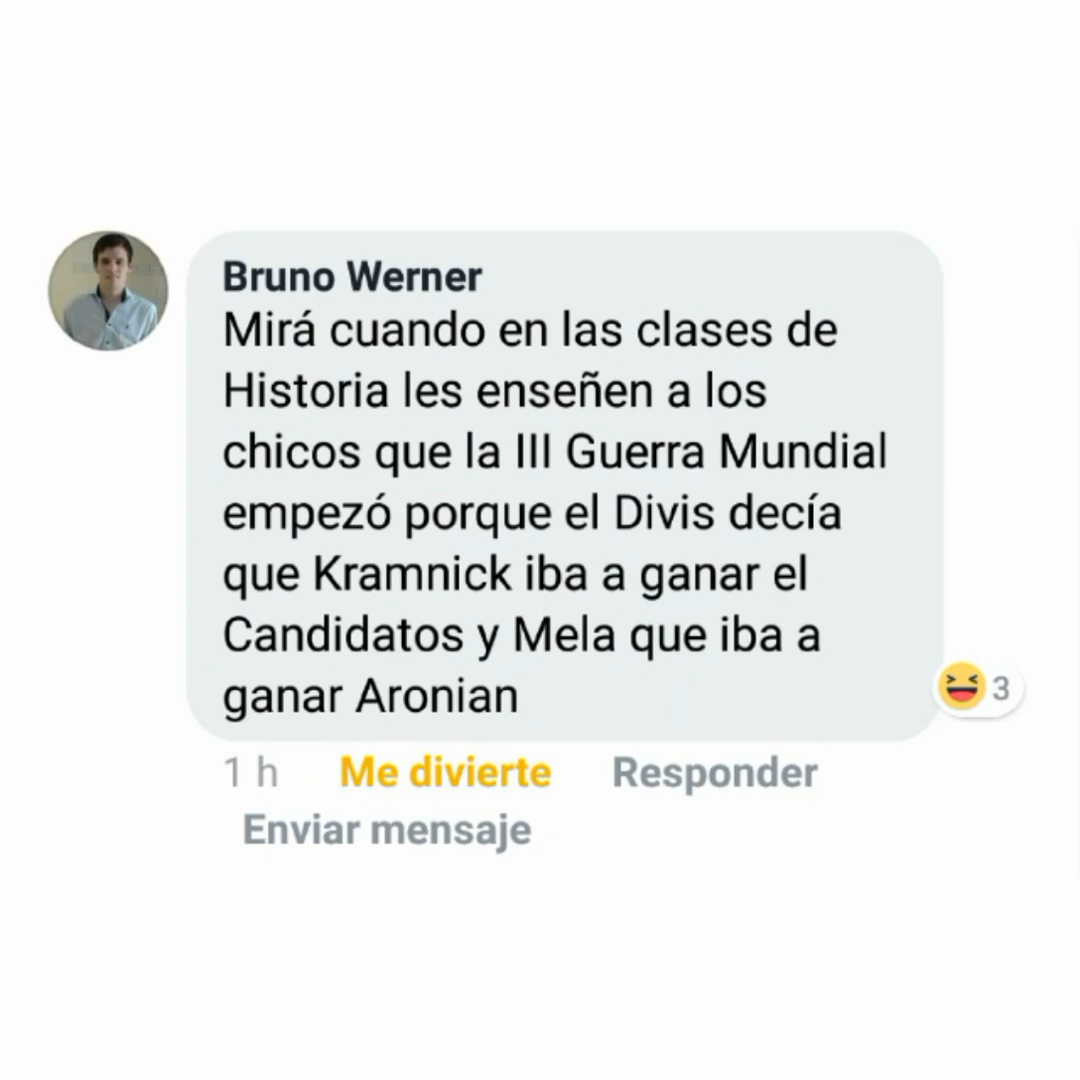 Bruno Werner
Mirá cuando en las clases de
Historia les enseñen a los
chicos que la III Guerra Mundial
empezó porque el Divis decía
que Kramnick iba a ganar el
Candidatos y Mela que iba a
ganar Aronian
3
1 h Me divierte Responder
Enviar mensaje